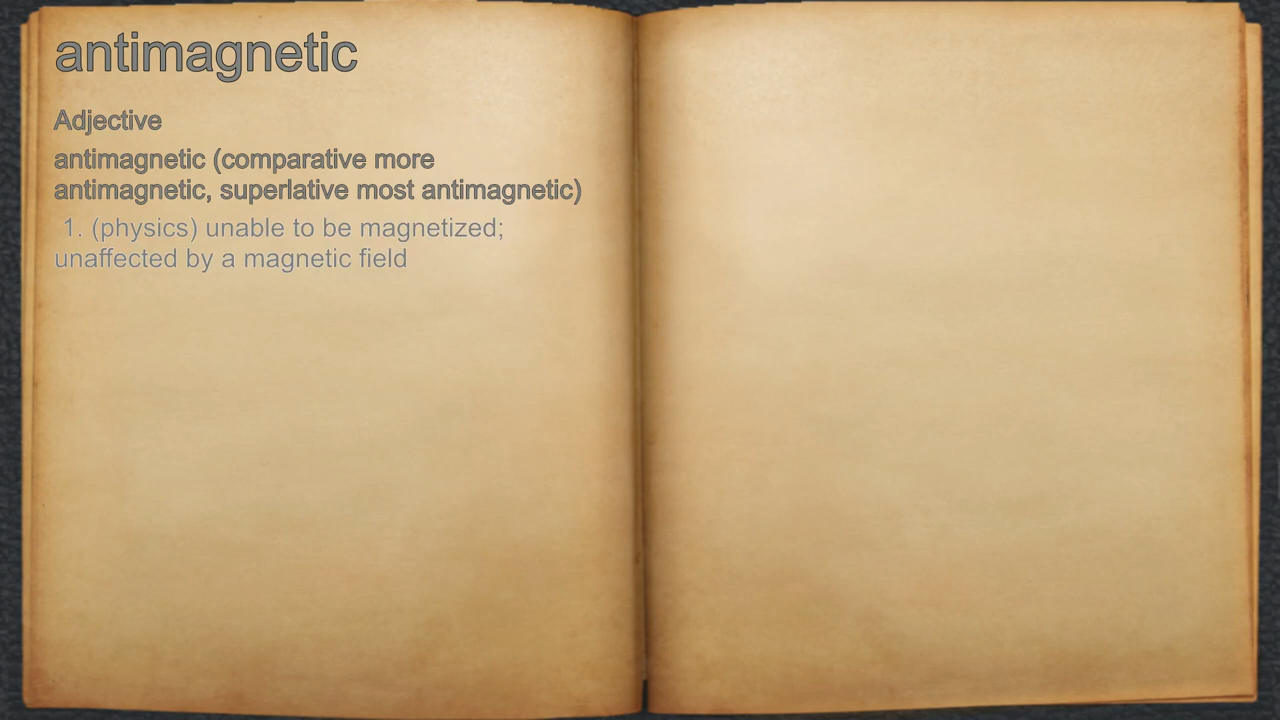 antimagnetic
Adjective
antimagnetic (comparative more
antimagnetic, superlative most antimagnetic)
1. (physics) unable to be magnetized;
unaffected by a magnetic field